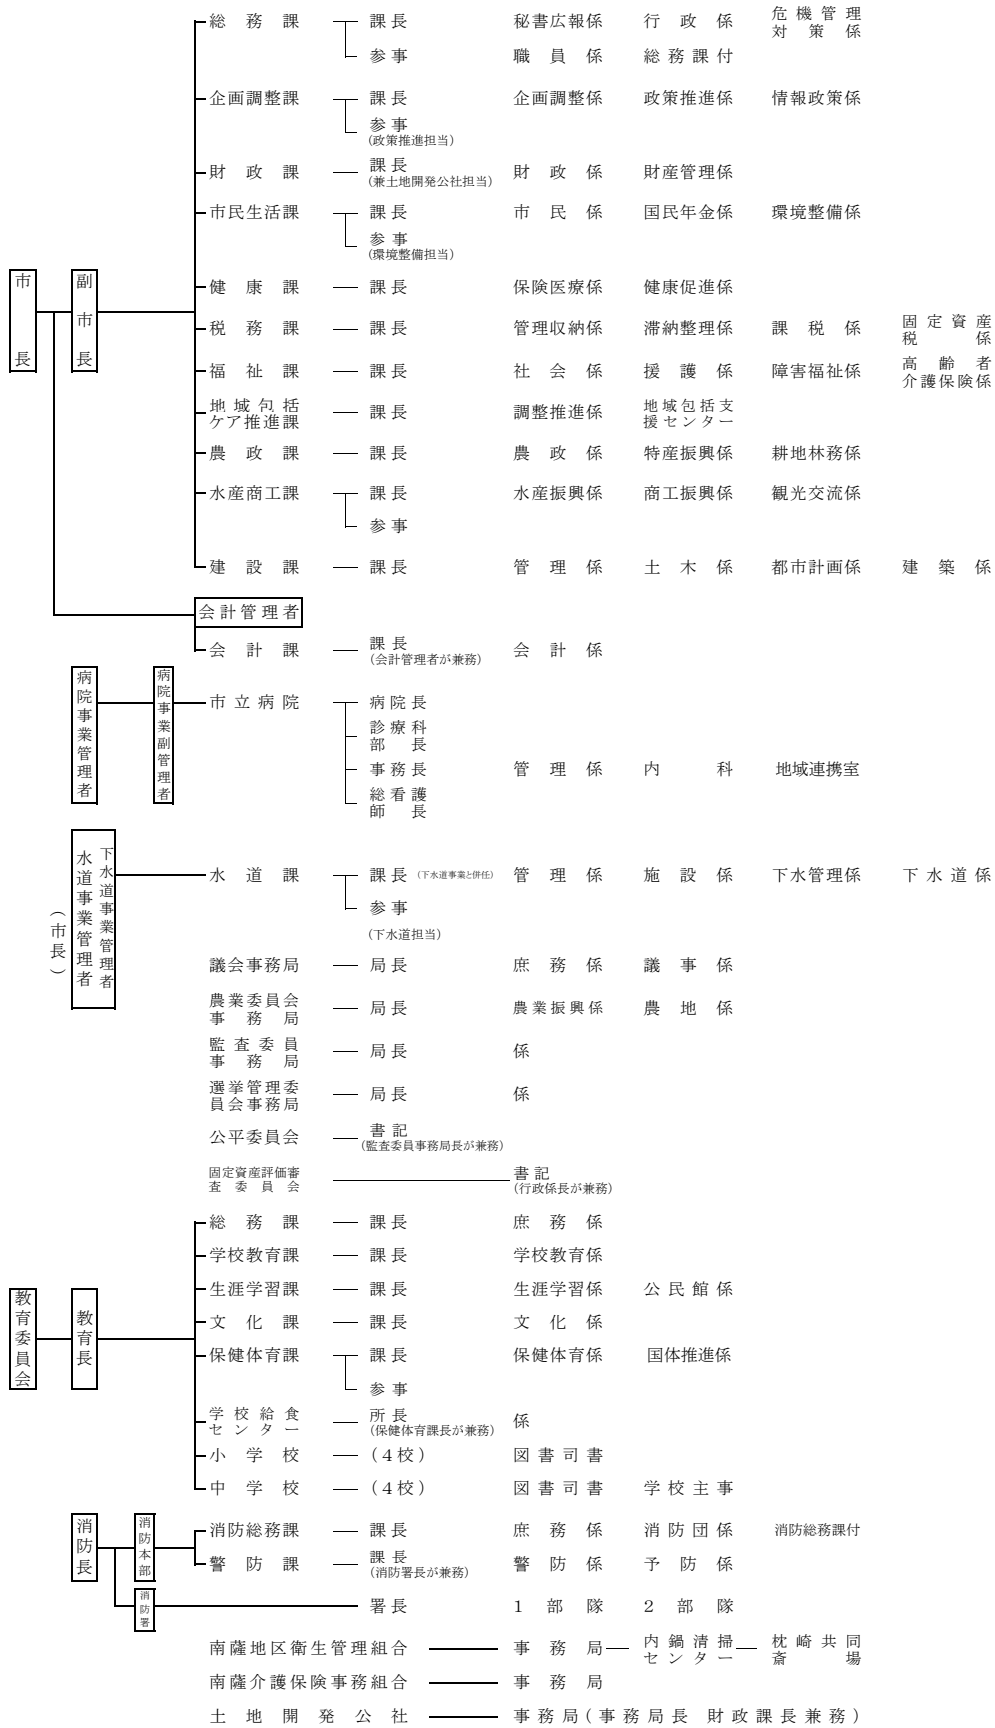 総務課 課長 秘書広報係 行政係 危機管理対策係
参事 職員係 総務課付
企画調整課 課長 企画調整係 政策推進係 情報政策係
参事
(政策推進担当)
財政課 課長 財政係 財産管理係
(兼土地開発公社担当)
市民生活課 課長 市民係 国民年金係 環境整備係
参事
(環境整備担当)
市長 副市長
健康課 課長 保険医療係 健康促進係
税務課 課長 管理収納係 滞納整理係 課税係 固定資産税係
福祉課 課長 社会係 援護係 障害福祉係 高齢者介護保険係
地域包括ケア推進課 課長 調整推進係 地域包括支援センター
農政課 課長 農政係 特産振興係 耕地林務係
水産商工課 課長 水産振興係 商工振興係 観光交流係
参事
建設課 課長 管理係 土木係 都市計画係 建築係
会計管理者
会計課 課長 会計係
(会計管理者が兼務)
病院事業管理者 病院事業副管理者
市立病院 病院長
診療科部長
事務長 管理係 内科 地域連携室
総看護師長
下水道事業管理者
水道事業管理者
(市長)
水道課 課長 (下水道事業と併任) 管理係 施設係 下水管理係 下水道係
参事
(下水道担当)
議会事務局 局長 庶務係 議事係
農業委員会事務局 局長 農業振興係 農地係
監査委員事務局 局長 係
選挙管理委員会事務局 局長 係
公平委員会 書記
(監査委員事務局長が兼務)
固定資産評価審査委員会 書記
(行政係長が兼務)
教育委員会 教育長
総務課 課長 庶務係
学校教育課 課長 学校教育係
生涯学習課 課長 生涯学習係 公民館係
文化課 課長 文化係
保健体育課 課長 保健体育係 国体推進係
参事
学校給食センター 所長 係
(保健体育課長が兼務)
小学校 (4校) 図書司書
中学校 (4校) 図書司書 学校主事
消防長 消防本部
消防総務課 課長 庶務係 消防団係 消防総務課付
警防課 課長 警防係 予防係
(消防署長が兼務)
消防署 署長 1部隊 2部隊
南薩地区衛生管理組合 事務局 内鍋清掃センター 枕崎共同斎場
南薩介護保険事務組合 事務局
土地開発公社 事務局(事務局長 財政課長兼務)